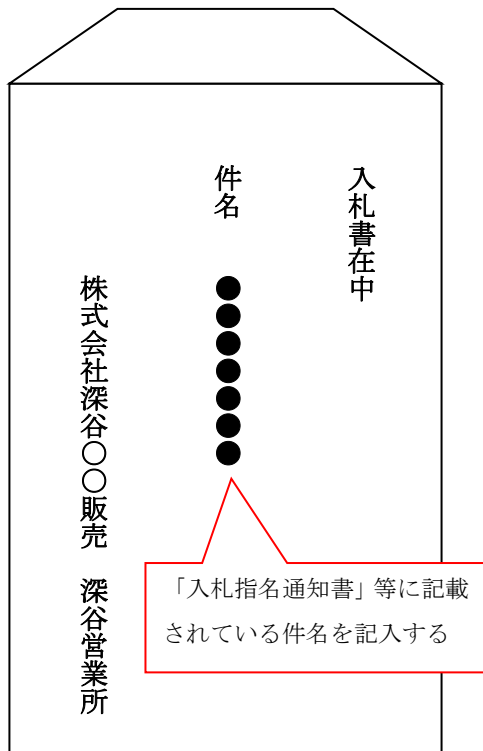 入札書在中
件名　●●●●●●●
株式会社深谷〇〇販売　深谷営業所
「入札指名通知書」等に記載
されている件名を記入する